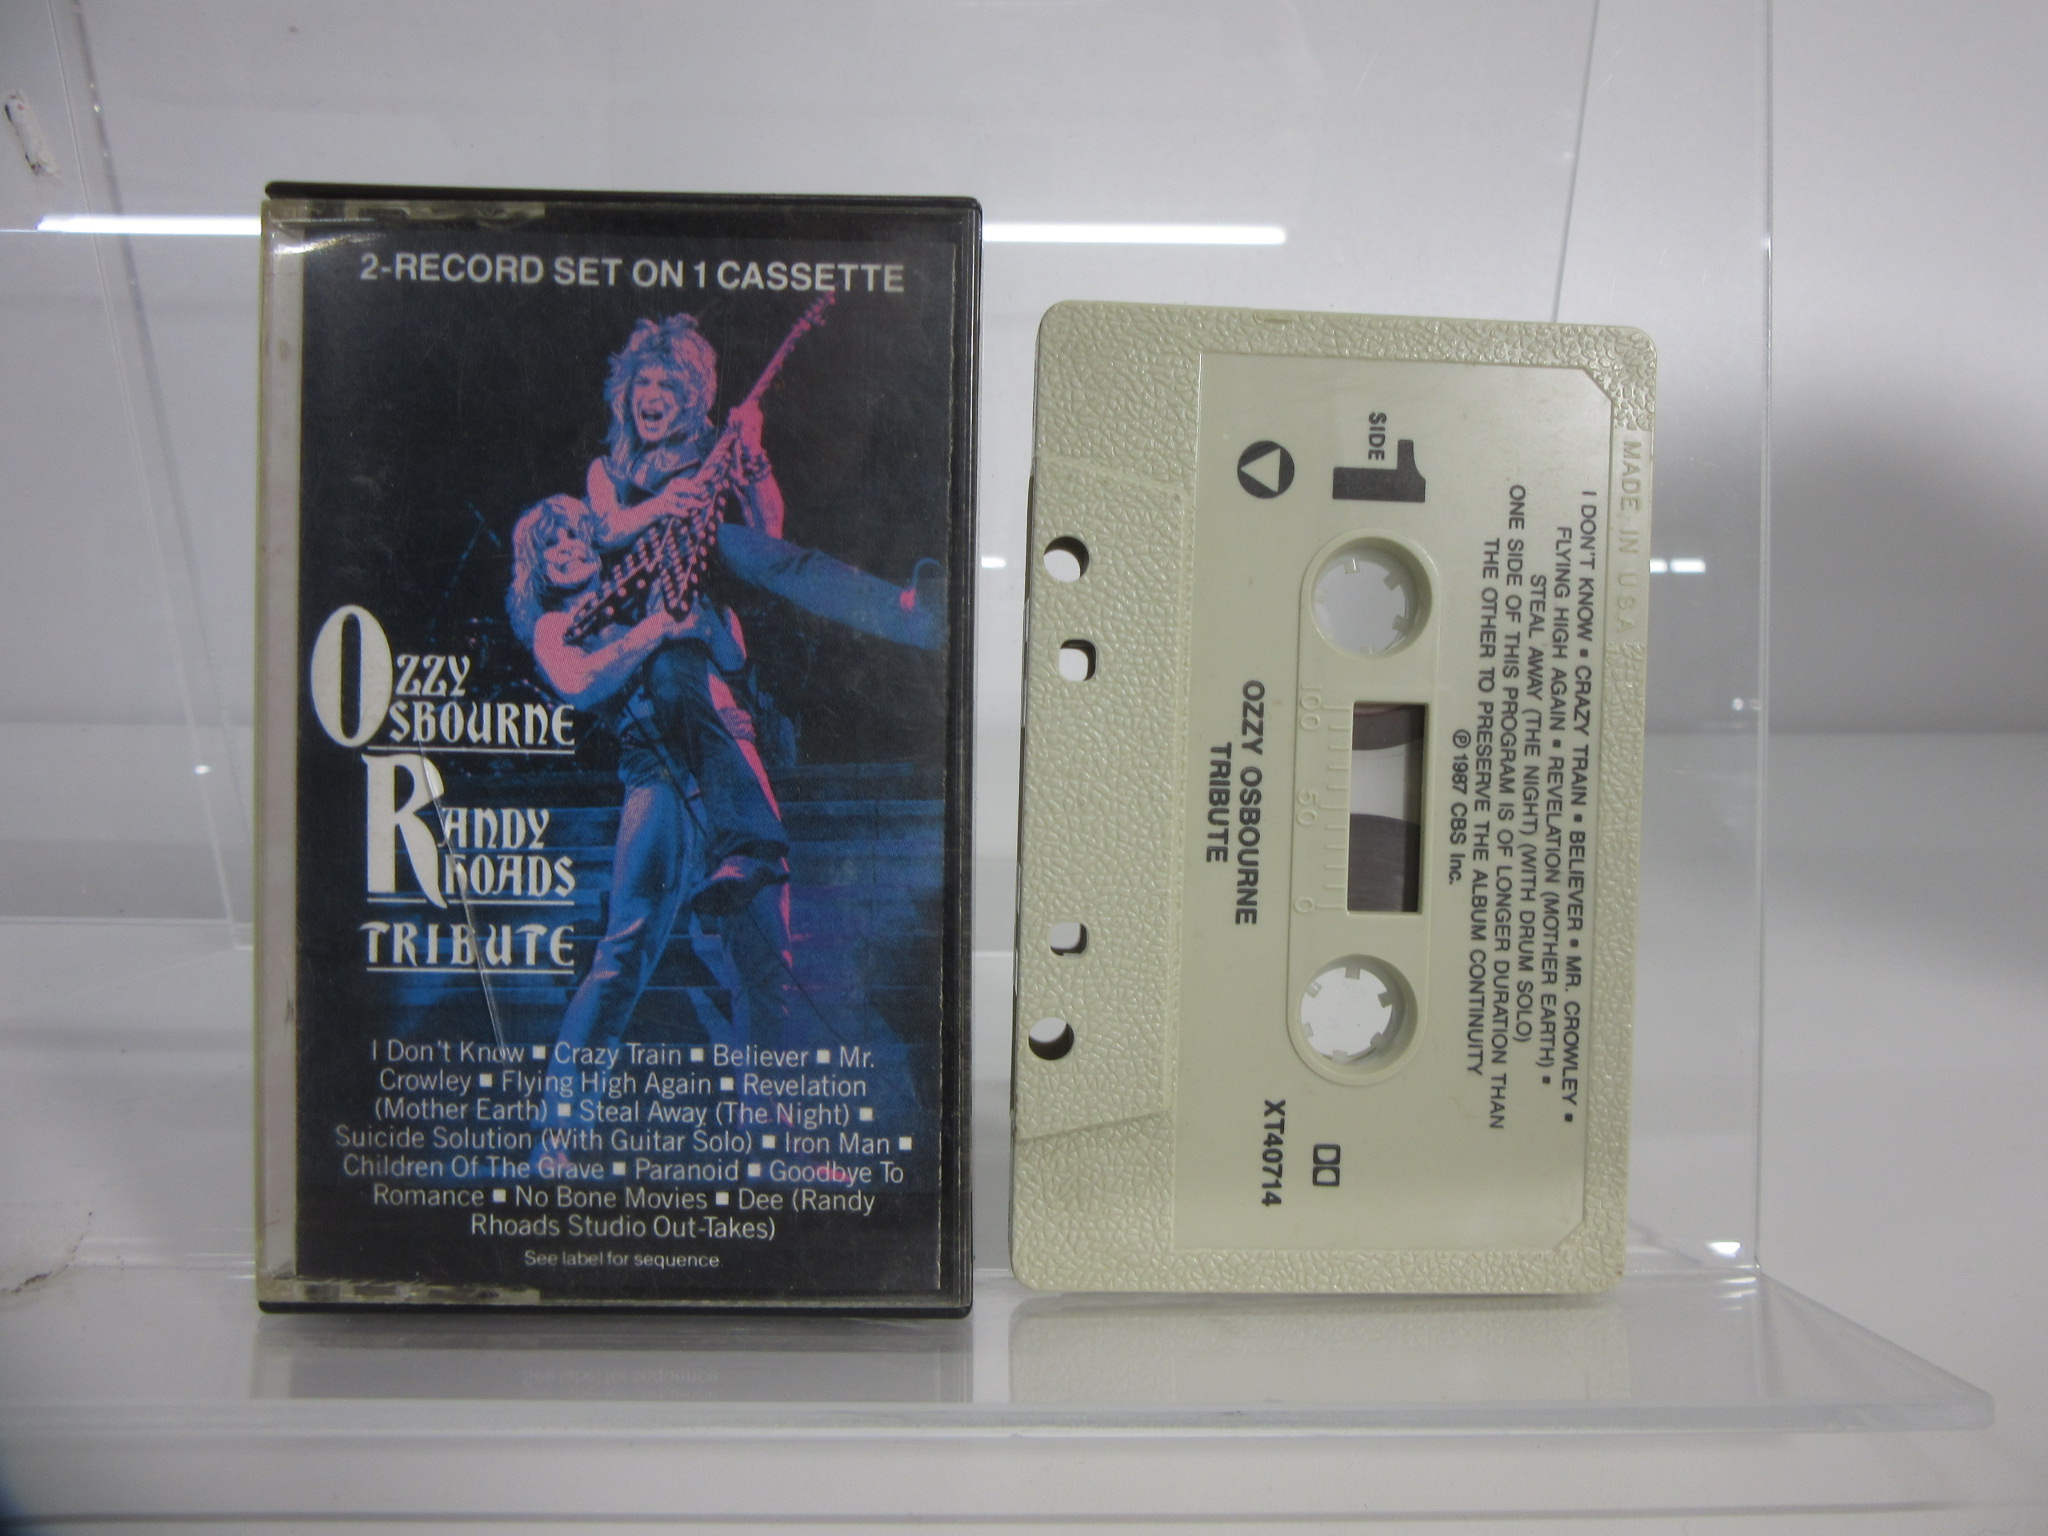 2-RECORD SET ON 1 CASSETTE
OZZY
OSBOURNE
RANDY
RHOADS
TRIBUTE
I Don't Know ■ Crazy Train ■ Believer ■ Mr.
Crowley ■ Flying High Again ■ Revelation
(Mother Earth) ■ Steal Away (The Night) ■
Suicide Solution (With Guitar Solo) ■ Iron Man ■
Children Of The Grave ■ Paranoid ■ Goodbye To
Romance ■ No Bone Movies ■ Dee (Randy
Rhoads Studio Out-Takes)
See label for sequence.
MADE IN U.S.A.
I DON'T KNOW ▪ CRAZY TRAIN ▪ BELIEVER ▪ MR. CROWLEY ▪
FLYING HIGH AGAIN ▪ REVELATION (MOTHER EARTH) ▪
STEAL AWAY (THE NIGHT) (WITH DRUM SOLO)
ONE SIDE OF THIS PROGRAM IS OF LONGER DURATION THAN
THE OTHER TO PRESERVE THE ALBUM CONTINUITY
℗ 1987 CBS Inc.
SIDE 1
100 50 0
XT40714
OZZY OSBOURNE
TRIBUTE